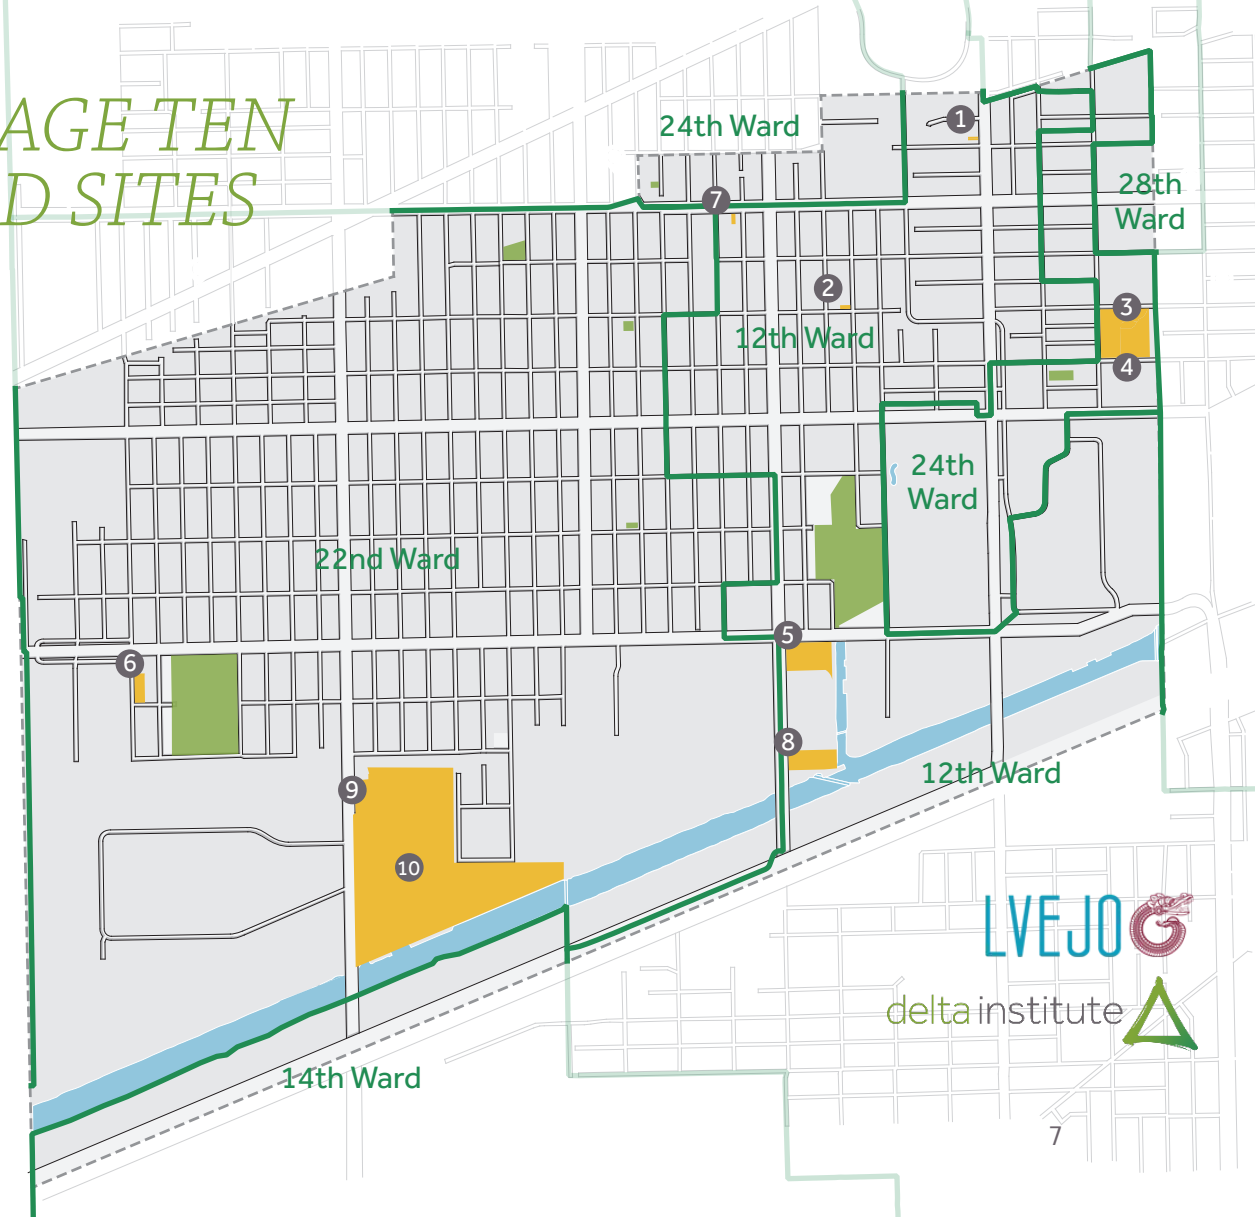 AGE TEN
D SITES
24th Ward
1
28th
Ward
7
2
3
12th Ward
4
24th
Ward
22nd Ward
5
6
8
12th Ward
9
10
LVEJO
delta institute
14th Ward
7